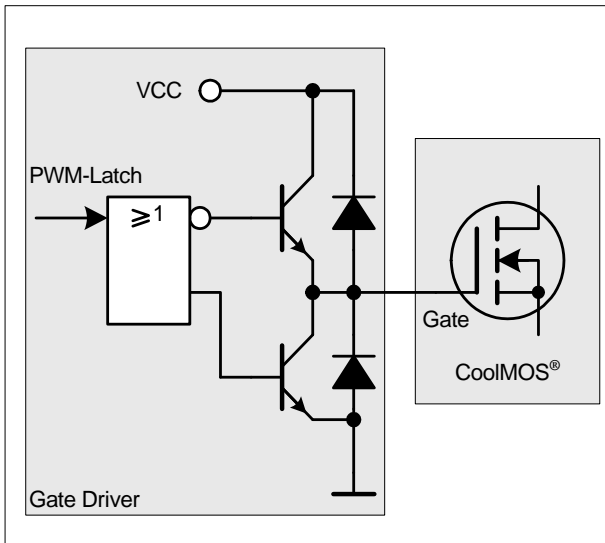 VCC
PWM-Latch
≥1
Gate
CoolMOS®
Gate Driver